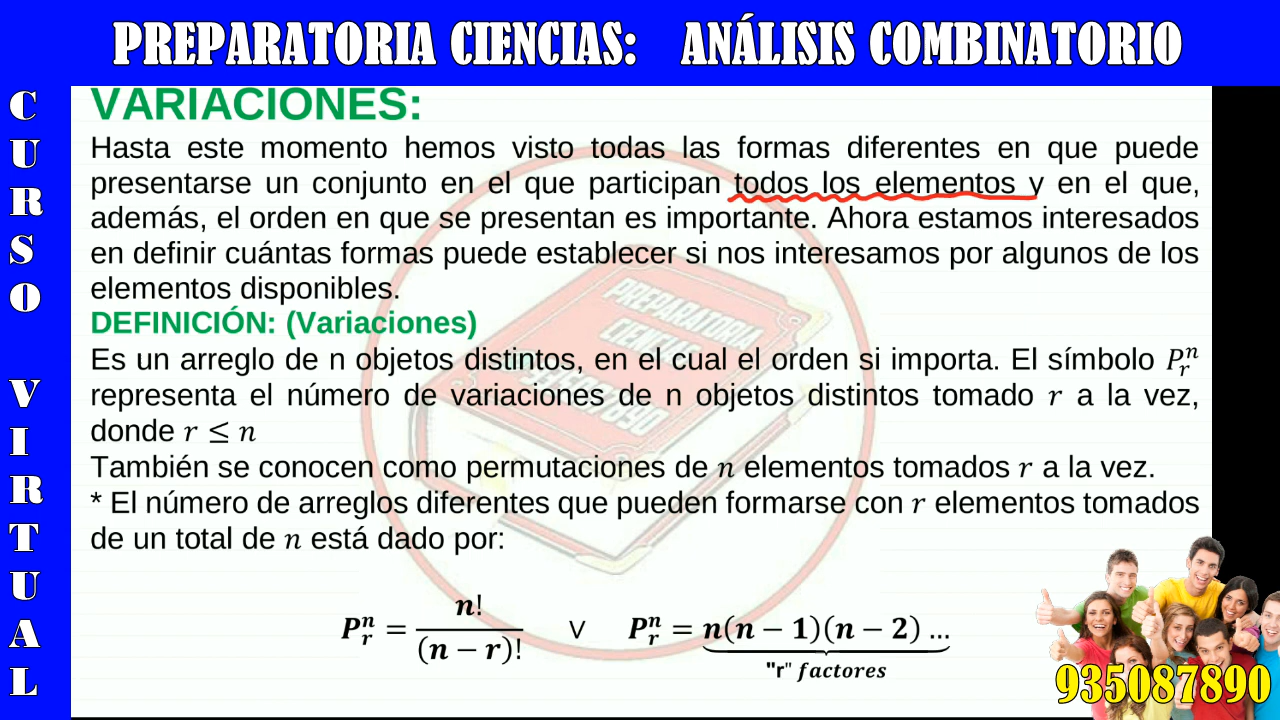 PREPARATORIA CIENCIAS: ANÁLISIS COMBINATORIO
CURSO VIRTUAL
VARIACIONES:
Hasta este momento hemos visto todas las formas diferentes en que puede
presentarse un conjunto en el que participan todos los elementos y en el que,
además, el orden en que se presentan es importante. Ahora estamos interesados
en definir cuántas formas puede establecer si nos interesamos por algunos de los
elementos disponibles.
DEFINICIÓN: (Variaciones)
Es un arreglo de n objetos distintos, en el cual el orden si importa. El símbolo Pᵣⁿ
representa el número de variaciones de n objetos distintos tomado r a la vez,
donde r ≤ n
También se conocen como permutaciones de n elementos tomados r a la vez.
* El número de arreglos diferentes que pueden formarse con r elementos tomados
de un total de n está dado por:
Pᵣⁿ = n!/(n − r)! ∨ Pᵣⁿ = n(n − 1)(n − 2) ...
"r" factores
PREPARATORIA
CIENCIAS
935087890